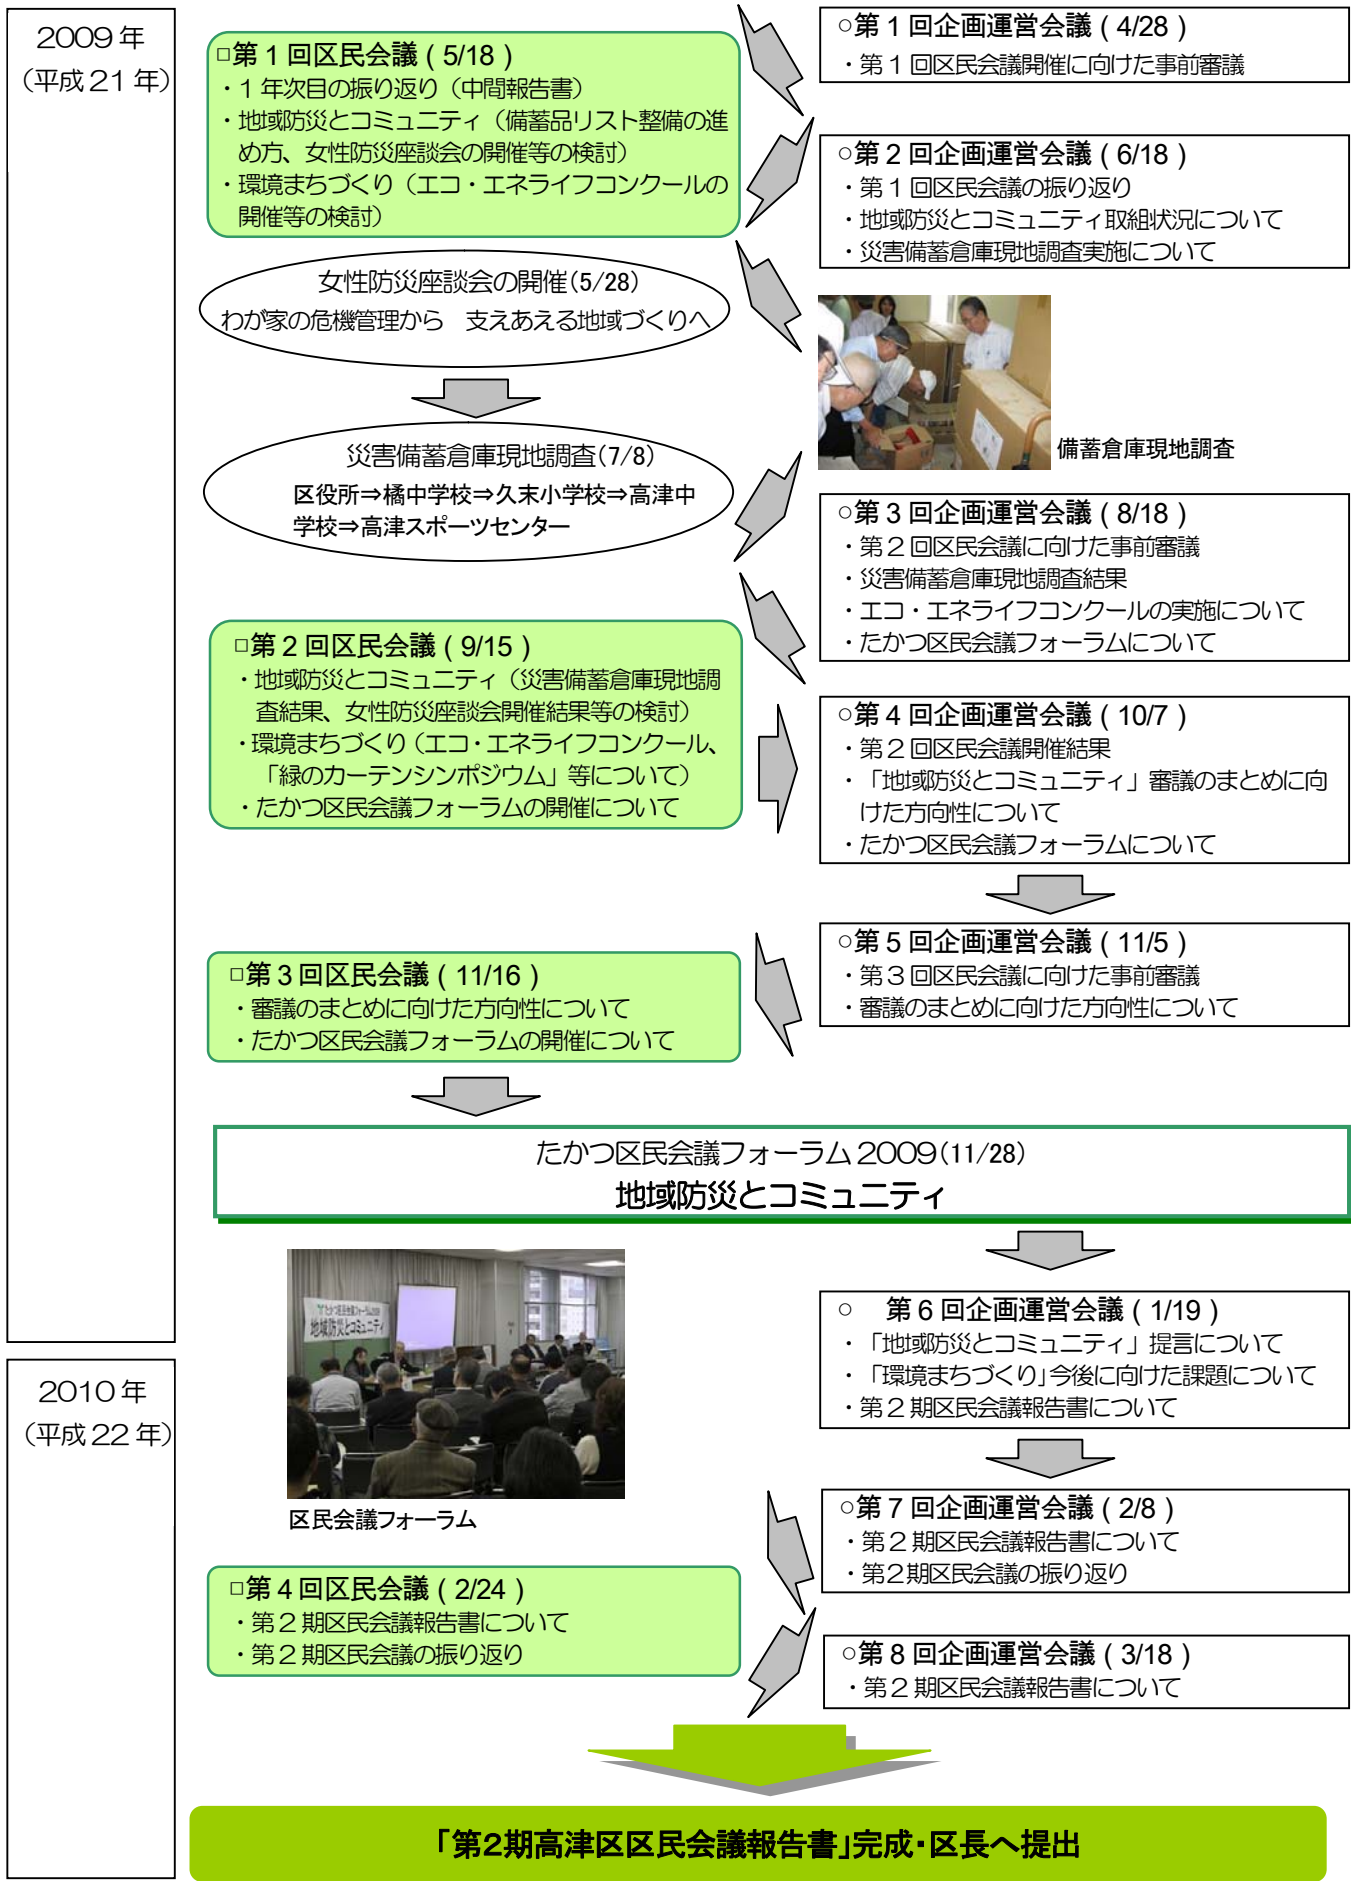 2009年
（平成21年）
○第1回企画運営会議（4/28）
・第1回区民会議開催に向けた事前審議
□第1回区民会議（5/18）
・1年次目の振り返り（中間報告書）
・地域防災とコミュニティ（備蓄品リスト整備の進
め方、女性防災座談会の開催等の検討）
・環境まちづくり（エコ・エネライフコンクールの
開催等の検討）
○第2回企画運営会議（6/18）
・第1回区民会議の振り返り
・地域防災とコミュニティ取組状況について
・災害備蓄倉庫現地調査実施について
女性防災座談会の開催(5/28)
わが家の危機管理から　支えあえる地域づくりへ
備蓄倉庫現地調査
災害備蓄倉庫現地調査(7/8)
区役所⇒橘中学校⇒久末小学校⇒高津中
学校⇒高津スポーツセンター
○第3回企画運営会議（8/18）
・第2回区民会議に向けた事前審議
・災害備蓄倉庫現地調査結果
・エコ・エネライフコンクールの実施について
・たかつ区民会議フォーラムについて
□第2回区民会議（9/15）
・地域防災とコミュニティ（災害備蓄倉庫現地調
査結果、女性防災座談会開催結果等の検討）
・環境まちづくり（エコ・エネライフコンクール、
「緑のカーテンシンポジウム」等について）
・たかつ区民会議フォーラムの開催について
○第4回企画運営会議（10/7）
・第2回区民会議開催結果
・「地域防災とコミュニティ」審議のまとめに向
けた方向性について
・たかつ区民会議フォーラムについて
○第5回企画運営会議（11/5）
・第3回区民会議に向けた事前審議
・審議のまとめに向けた方向性について
□第3回区民会議（11/16）
・審議のまとめに向けた方向性について
・たかつ区民会議フォーラムの開催について
たかつ区民会議フォーラム2009(11/28)
地域防災とコミュニティ
たかつ区民会議フォーラム2009
地域防災とコミュニティ
区民会議フォーラム
○　第6回企画運営会議（1/19）
・「地域防災とコミュニティ」提言について
・「環境まちづくり」今後に向けた課題について
・第2期区民会議報告書について
2010年
（平成22年）
○第7回企画運営会議（2/8）
・第2期区民会議報告書について
・第2期区民会議の振り返り
□第4回区民会議（2/24）
・第2期区民会議報告書について
・第2期区民会議の振り返り
○第8回企画運営会議（3/18）
・第2期区民会議報告書について
「第2期高津区区民会議報告書」完成・区長へ提出